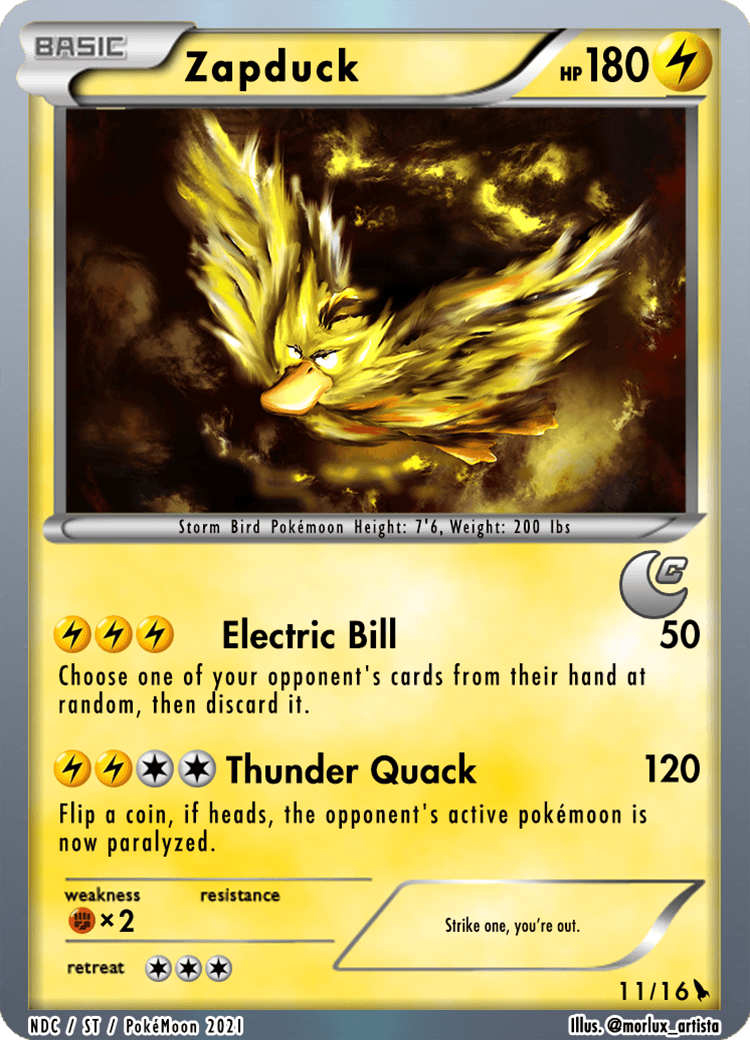 BASIC
Zapduck
HP 180
Storm Bird Pokémoon Height: 7'6, Weight: 200 lbs
C
Electric Bill 50
Choose one of your opponent's cards from their hand at
random, then discard it.
Thunder Quack 120
Flip a coin, if heads, the opponent's active pokémoon is
now paralyzed.
weakness resistance
×2
Strike one, you're out.
retreat
11/16
NDC / ST / PokéMoon 2021 Illus. @morlux_artista